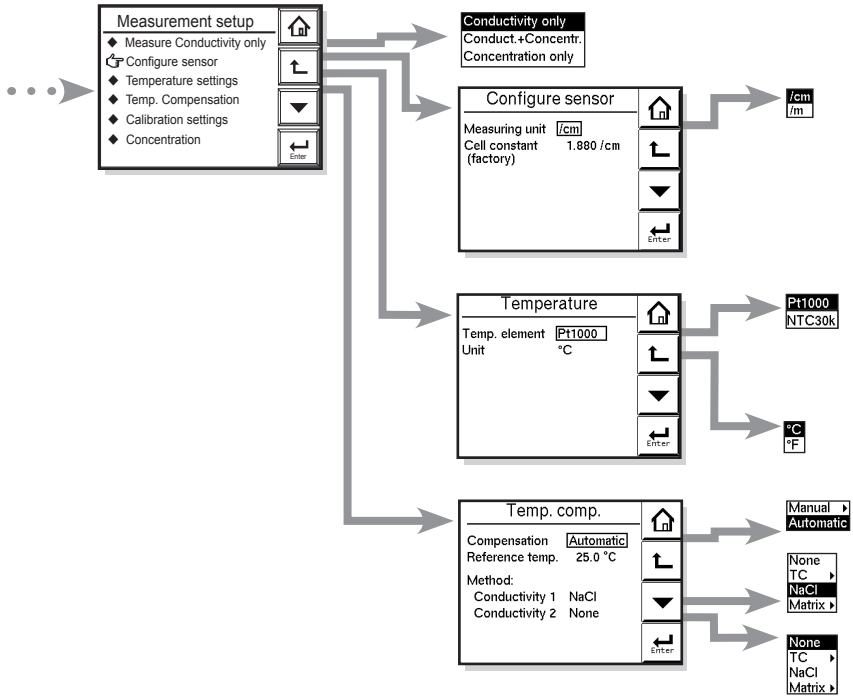 Measurement setup
Measure Conductivity only
Configure sensor
Temperature settings
Temp. Compensation
Calibration settings
Concentration
Enter
Conductivity only
Conduct.+Concentr.
Concentration only
Configure sensor
Measuring unit /cm
Cell constant 1.880 /cm
(factory)
Enter
/cm
/m
Temperature
Temp. element Pt1000
Unit °C
Enter
Pt1000
NTC30k
°C
°F
Temp. comp.
Compensation Automatic
Reference temp. 25.0 °C
Method:
Conductivity 1 NaCl
Conductivity 2 None
Enter
Manual
Automatic
None
TC
NaCl
Matrix
None
TC
NaCl
Matrix